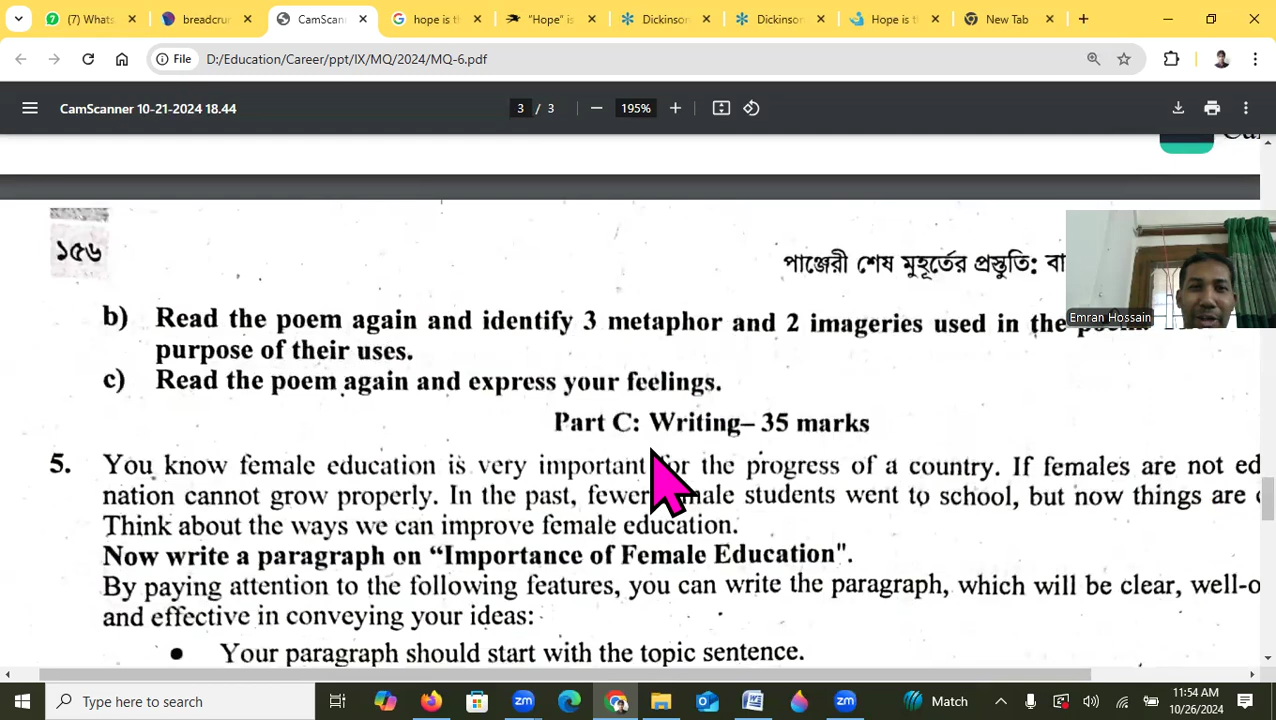 (7) Whats
breadcrun
CamScan
hope is th
"Hope" is
Dickinson
Dickinson
Hope is t
New Tab
File
D:/Education/Career/ppt/IX/MQ/2024/MQ-6.pdf
CamScanner 10-21-2024 18.44
3 / 3
195%
১৫৬
পাঞ্জেরী শেষ মুহূর্তের প্রস্তুতি: বা
b) Read the poem again and identify 3 metaphor and 2 imageries used in the
purpose of their uses.
c) Read the poem again and express your feelings.
Part C: Writing– 35 marks
5. You know female education is very important for the progress of a country. If females are not ed
nation cannot grow properly. In the past, fewer female students went to school, but now things are
Think about the ways we can improve female education.
Now write a paragraph on “Importance of Female Education".
By paying attention to the following features, you can write the paragraph, which will be clear, well-o
and effective in conveying your ideas:
• Your paragraph should start with the topic sentence.
Emran Hossain
Type here to search
Match
11:54 AM
10/26/2024